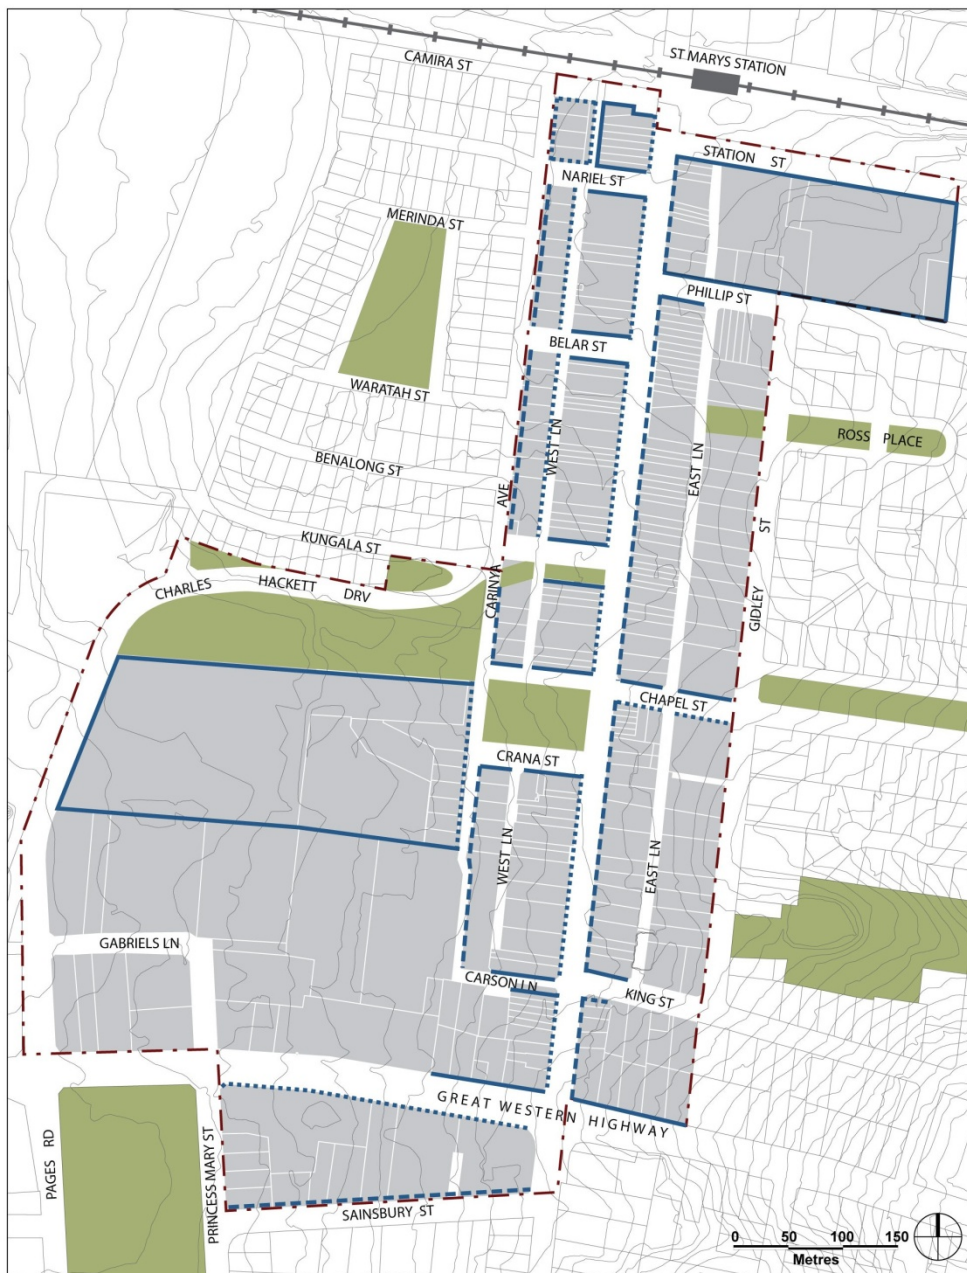 CAMIRA ST
ST MARYS STATION
STATION ST
NARIEL ST
MERINDA ST
PHILLIP ST
BELAR ST
WARATAH ST
ROSS PLACE
BENALONG ST
WEST LN
EAST LN
AVE
ST
KUNGALA ST
CHARLES HACKETT DRV
CARINYA
GIDLEY
CHAPEL ST
CRANA ST
WEST LN
EAST LN
GABRIELS LN
CARSON LN
KING ST
GREAT WESTERN HIGHWAY
PAGES RD
PRINCESS MARY ST
SAINSBURY ST
0 50 100 150
Metres